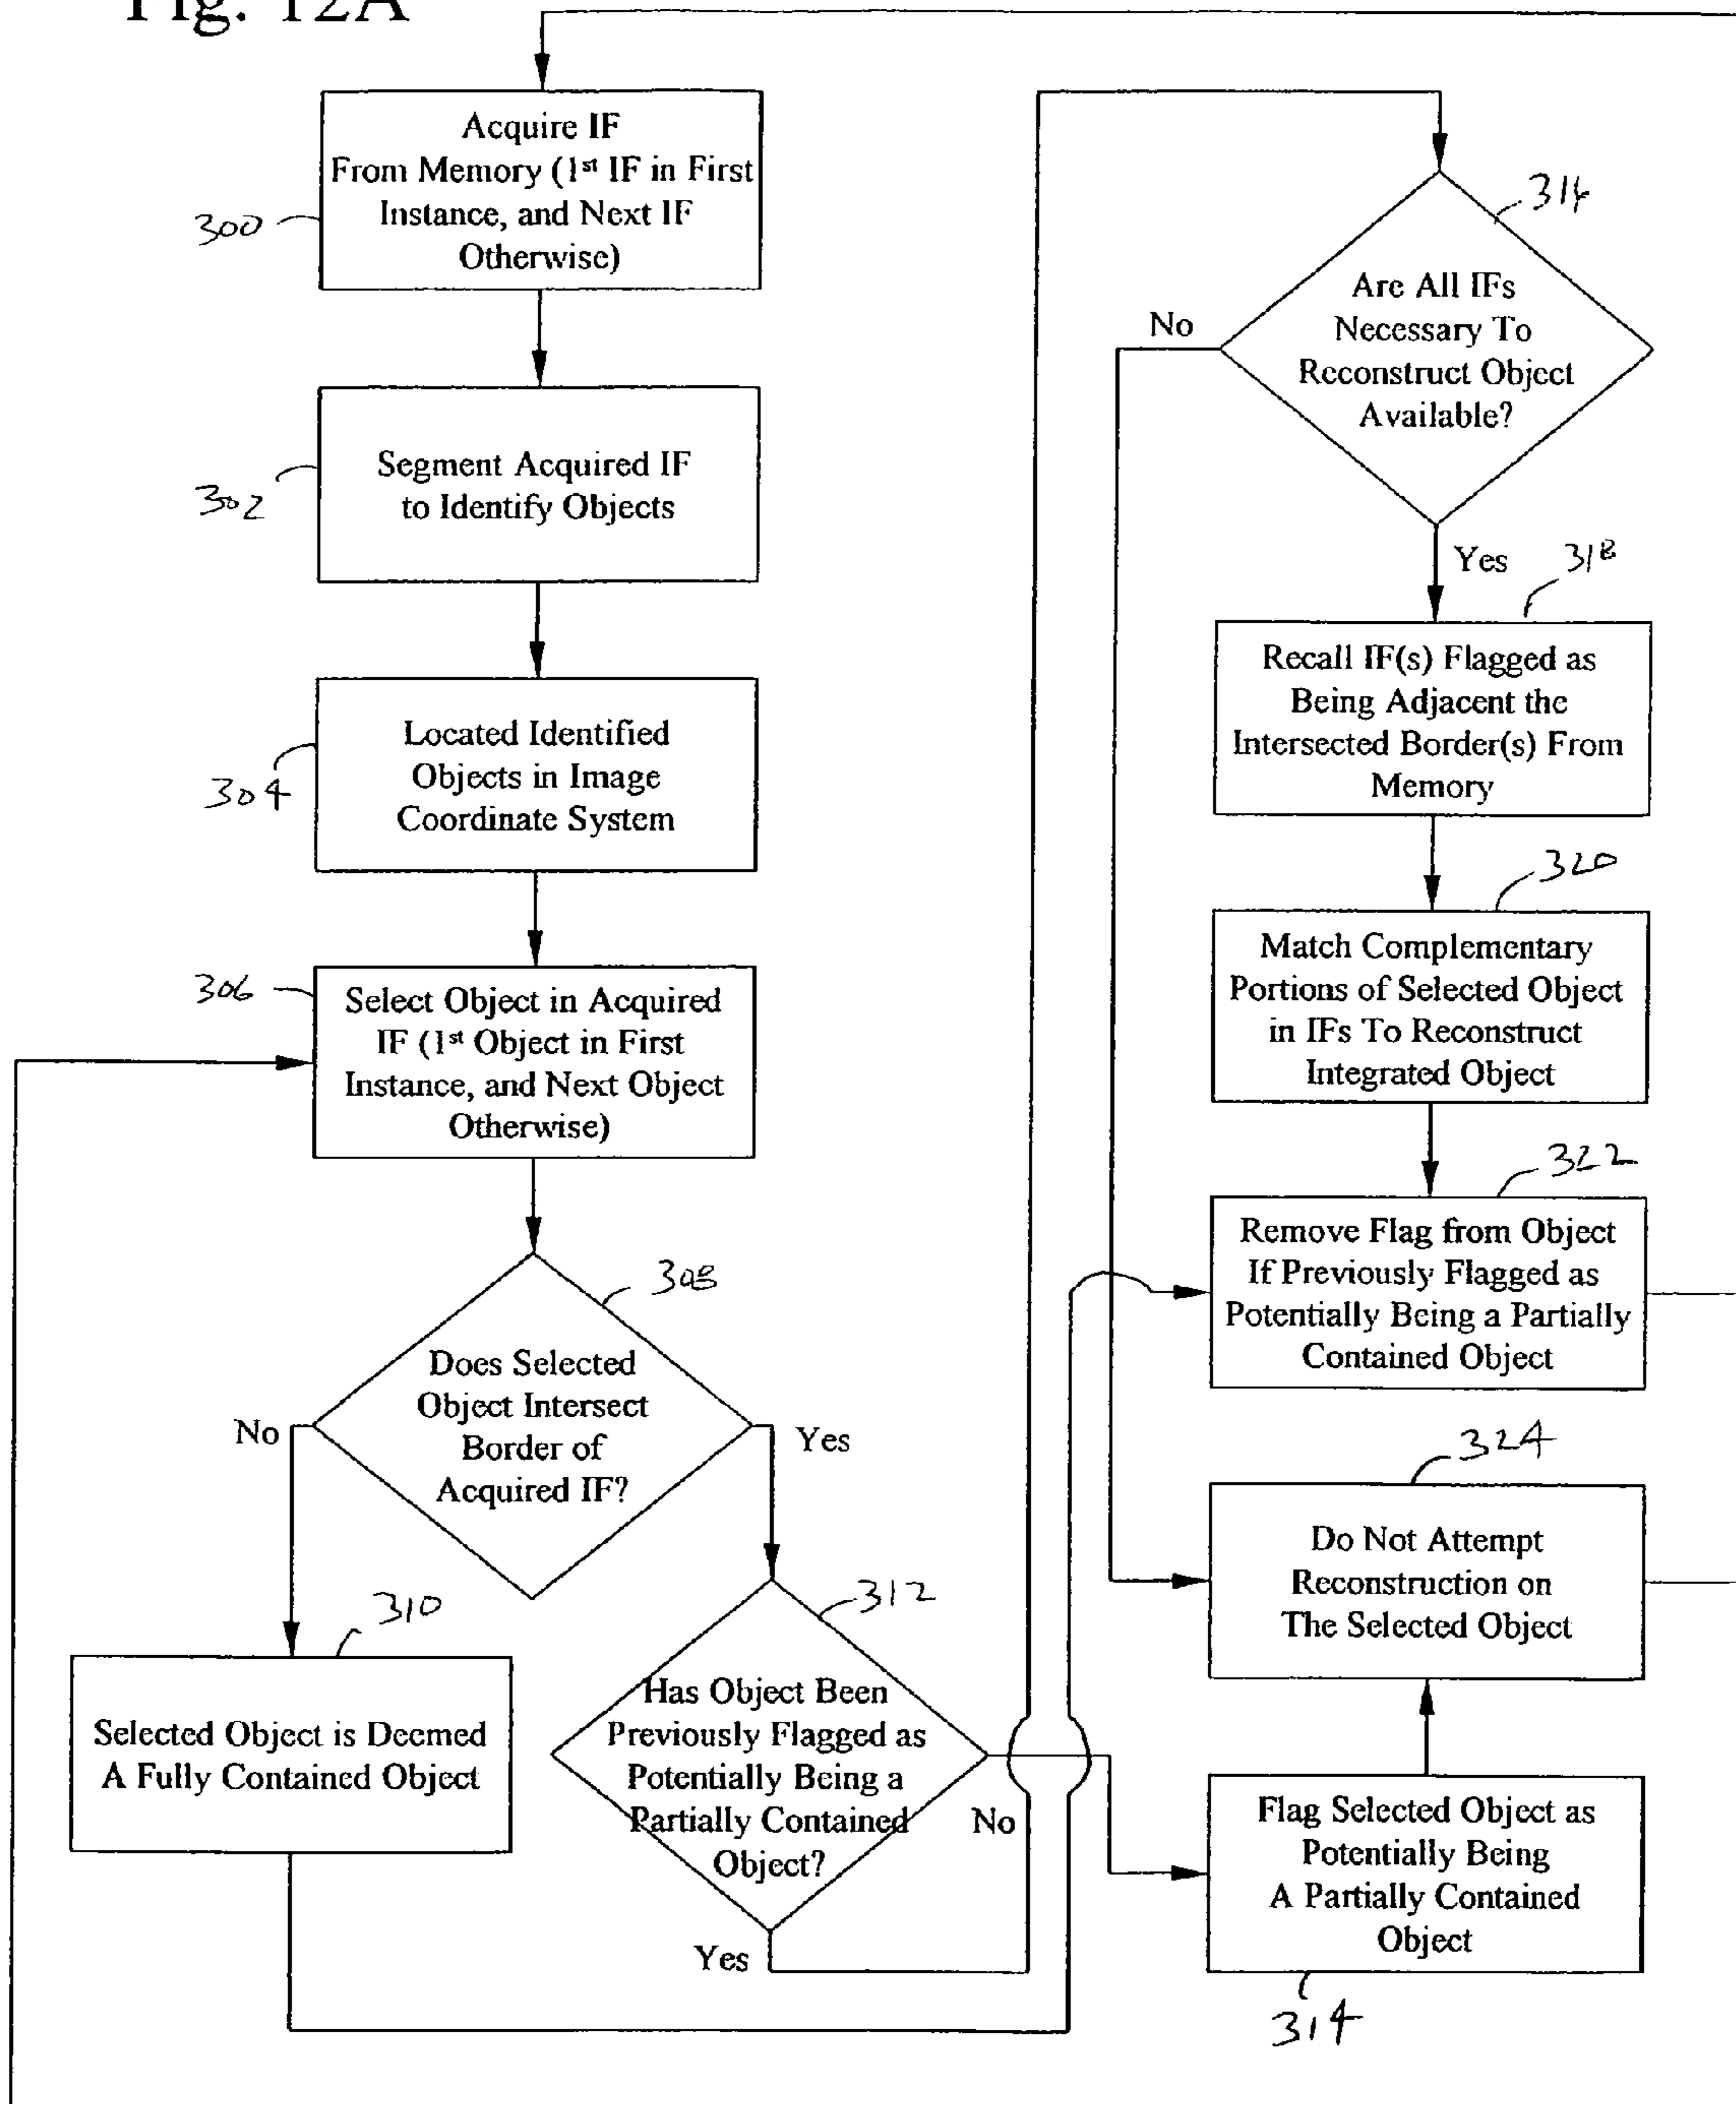 Fig. 12A
Acquire IF
From Memory (1st IF in First
Instance, and Next IF
Otherwise)
300
Segment Acquired IF
to Identify Objects
302
Located Identified
Objects in Image
Coordinate System
304
306
Select Object in Acquired
IF (1st Object in First
Instance, and Next Object
Otherwise)
308
Does Selected
Object Intersect
Border of
Acquired IF?
No
Yes
310
Selected Object is Deemed
A Fully Contained Object
312
Has Object Been
Previously Flagged as
Potentially Being a
Partially Contained
Object?
No
Yes
Are All IFs
Necessary To
Reconstruct Object
Available?
No
Yes
318
Recall IF(s) Flagged as
Being Adjacent the
Intersected Border(s) From
Memory
320
Match Complementary
Portions of Selected Object
in IFs To Reconstruct
Integrated Object
322
Remove Flag from Object
If Previously Flagged as
Potentially Being a Partially
Contained Object
324
Do Not Attempt
Reconstruction on
The Selected Object
Flag Selected Object as
Potentially Being
A Partially Contained
Object
314